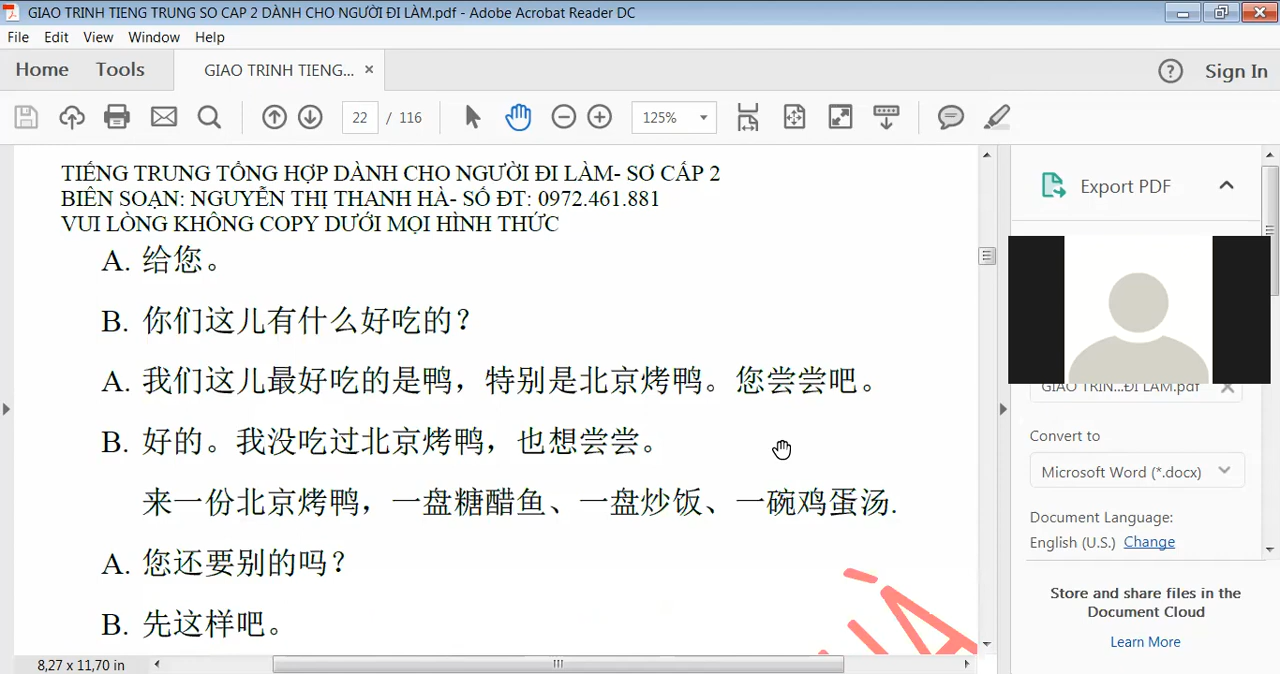 GIAO TRINH TIENG TRUNG SO CAP 2 DÀNH CHO NGƯỜI ĐI LÀM.pdf - Adobe Acrobat Reader DC
File Edit View Window Help
Home Tools GIAO TRINH TIENG... × ? Sign In
22 / 116 125%
TIẾNG TRUNG TỔNG HỢP DÀNH CHO NGƯỜI ĐI LÀM- SƠ CẤP 2
BIÊN SOẠN: NGUYỄN THỊ THANH HÀ- SỐ ĐT: 0972.461.881
VUI LÒNG KHÔNG COPY DƯỚI MỌI HÌNH THỨC
A. 给您。
B. 你们这儿有什么好吃的?
A. 我们这儿最好吃的是鸭，特别是北京烤鸭。您尝尝吧。
B. 好的。我没吃过北京烤鸭，也想尝尝。
来一份北京烤鸭，一盘糖醋鱼、一盘炒饭、一碗鸡蛋汤.
A. 您还要别的吗?
B. 先这样吧。
8,27 x 11,70 in
Export PDF
GIAO TRIN...ĐI LÀM.pdf ×
Convert to
Microsoft Word (*.docx)
Document Language:
English (U.S.) Change
Store and share files in the
Document Cloud
Learn More